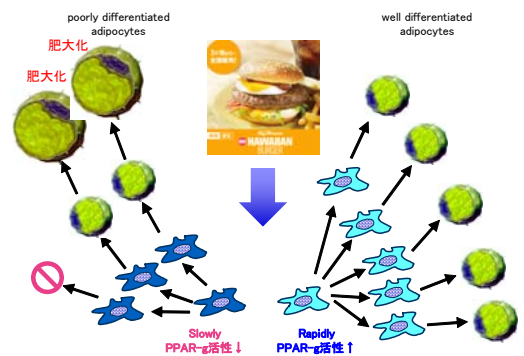 poorly differentiated
adipocytes
well differentiated
adipocytes
肥大化
肥大化
HAWAIIAN
BURGER
Slowly
PPAR-g活性↓
Rapidly
PPAR-g活性↑